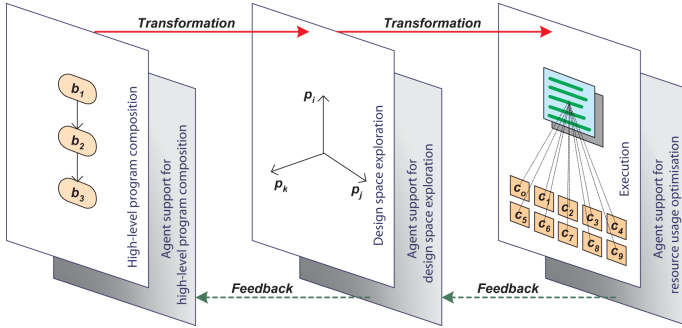 Transformation
Transformation
b1
b2
b3
High-level program composition
Agent support for
high-level program composition
pi
pk
pj
Design space exploration
Agent support for
design space exploration
Execution
c0
c1
c2
c3
c4
c5
c6
c7
c8
c9
Agent support for
resource usage optimisation
Feedback
Feedback